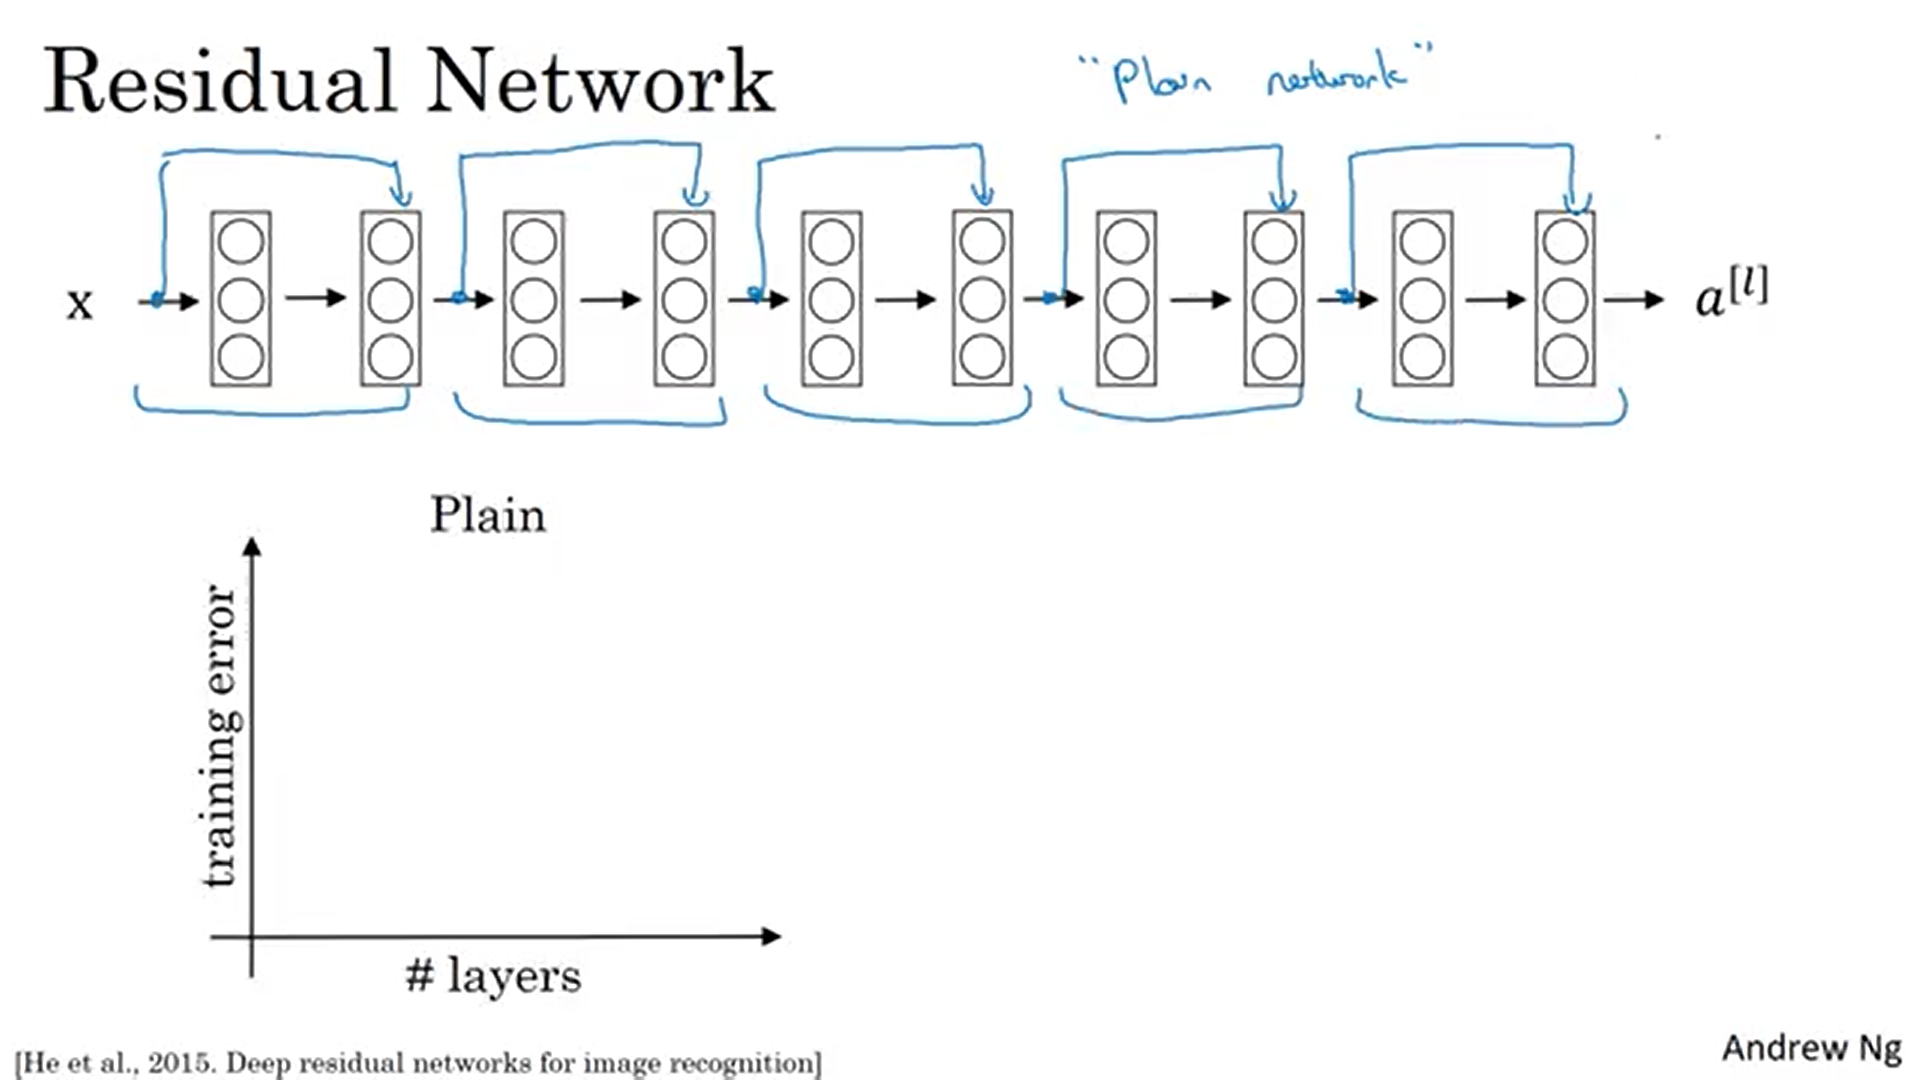 Residual Network
"Plain network"
x
a[l]
Plain
training error
# layers
[He et al., 2015. Deep residual networks for image recognition]
Andrew Ng